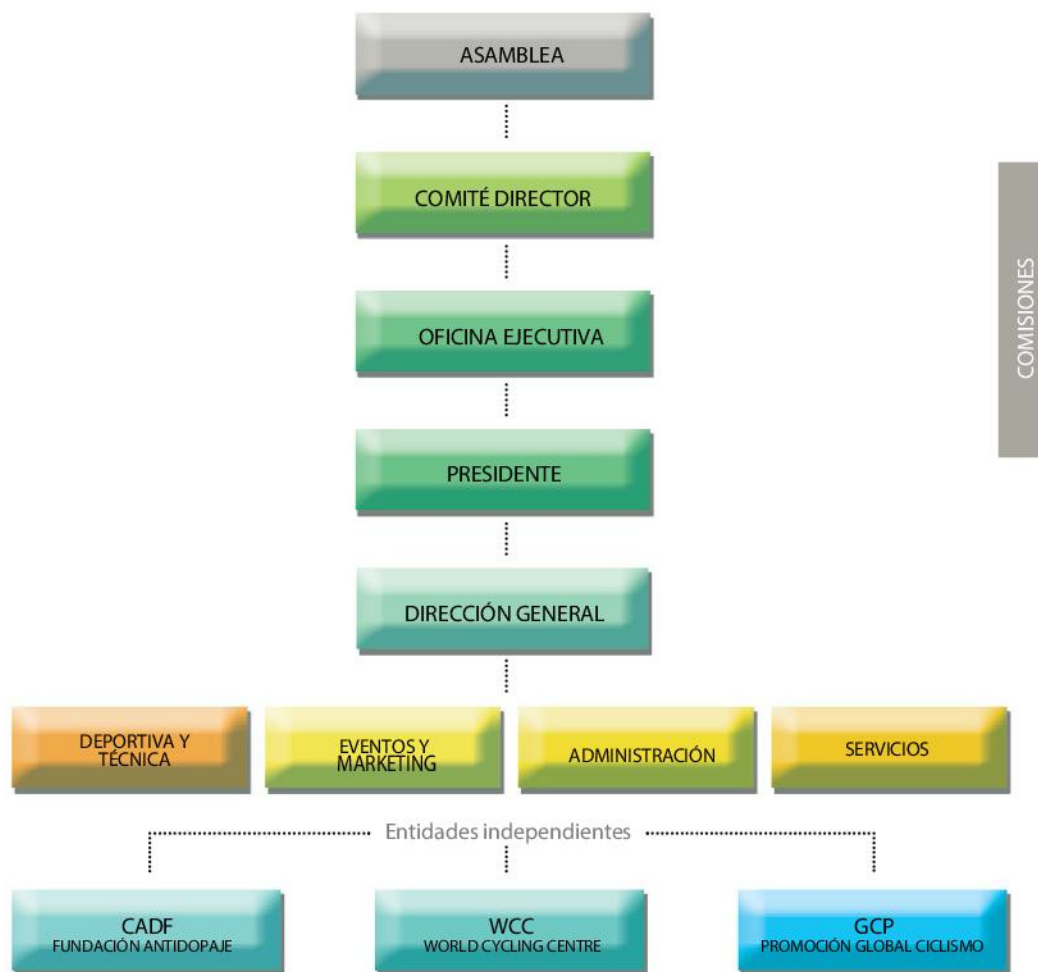 ASAMBLEA
COMITÉ DIRECTOR
COMISIONES
OFICINA EJECUTIVA
PRESIDENTE
DIRECCIÓN GENERAL
DEPORTIVA Y
TÉCNICA
EVENTOS Y
MARKETING
ADMINISTRACIÓN
SERVICIOS
Entidades independientes
CADF
FUNDACIÓN ANTIDOPAJE
WCC
WORLD CYCLING CENTRE
GCP
PROMOCIÓN GLOBAL CICLISMO